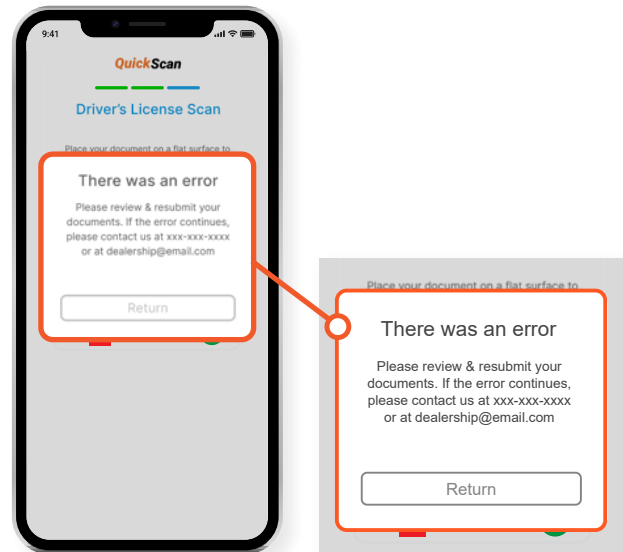 9:41
QuickScan
Driver's License Scan
Place your document on a flat surface to
There was an error
Please review & resubmit your
documents. If the error continues,
please contact us at xxx-xxx-xxxx
or at dealership@email.com
Return
Place your document on a flat surface to
There was an error
Please review & resubmit your
documents. If the error continues,
please contact us at xxx-xxx-xxxx
or at dealership@email.com
Return